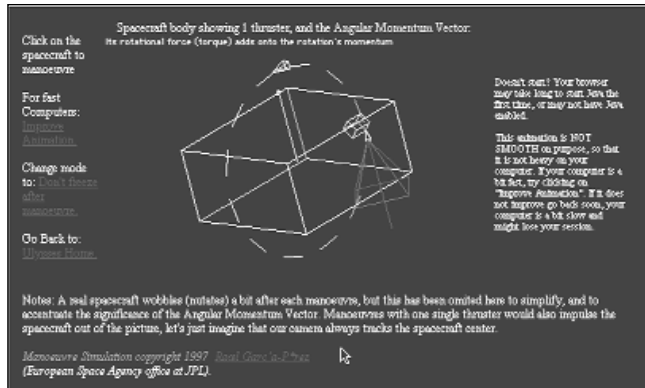 Spacecraft body showing 1 thruster, and the Angular Momentum Vector:
Its rotational force (torque) adds onto the rotation's momentum
Click on the
spacecraft to
manoeuvre
For fast
Computers:
Improve
Animation
Change mode
to: Don't freeze
after
manoeuvre
Go Back to:
Ulysses Home
Doesn't start? Your browser
may take long to start Java the
first time, or may not have Java
enabled.
This animation is NOT
SMOOTH on purpose, so that
it is not heavy on your
computer. If your computer is a
bit fast, try clicking on
"Improve Animation". If it does
not improve go back soon, your
computer is a bit slow and
might lose your session.
Notes: A real spacecraft wobbles (nutates) a bit after each manoeuvre, but this has been omited here to simplify, and to
accentuate the significance of the Angular Momentum Vector. Manoeuvres with one single thruster would also impulse the
spacecraft out of the picture, let's just imagine that our camera always tracks the spacecraft center.
Manoeuvre Simulation copyright 1997
(European Space Agency office at JPL).